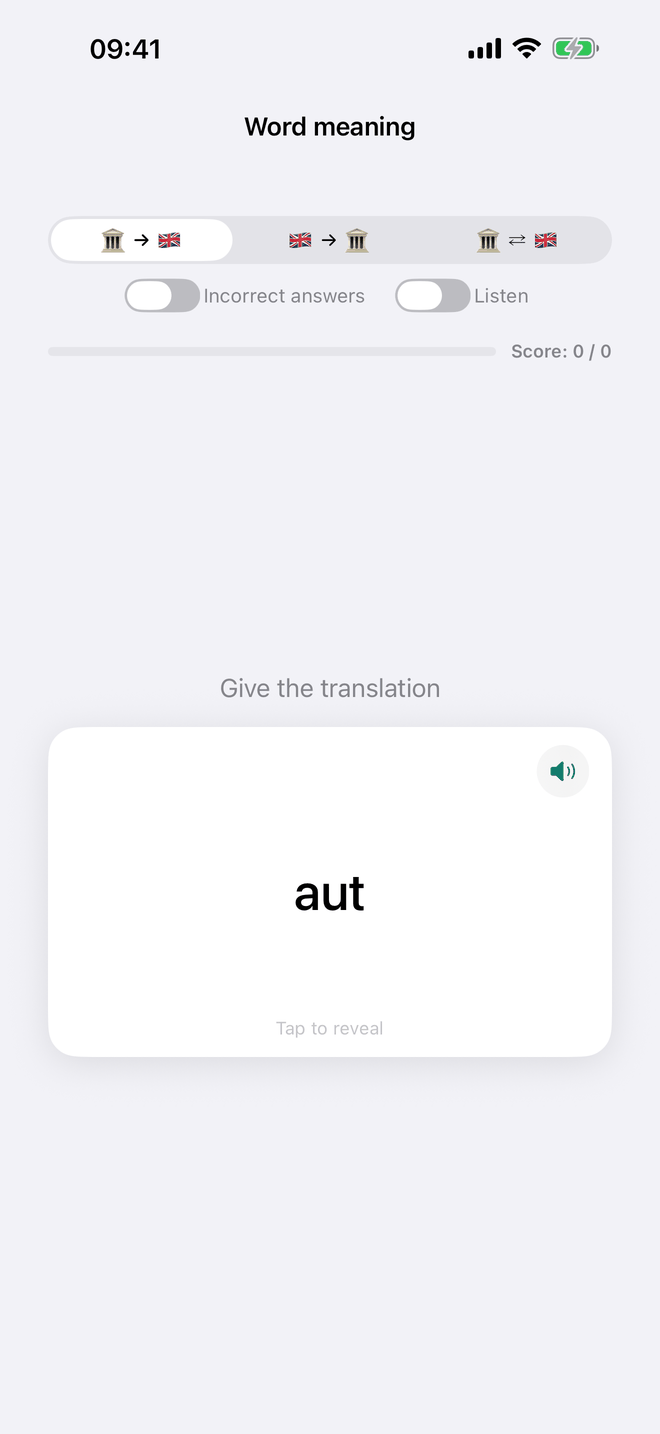 09:41
Word meaning
🏛️ → 🇬🇧 🇬🇧 → 🏛️ 🏛️ ⇄ 🇬🇧
Incorrect answers Listen
Score: 0 / 0
Give the translation
aut
Tap to reveal